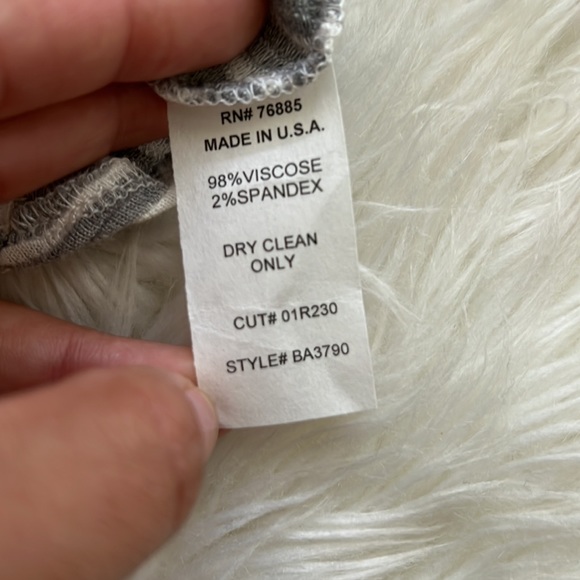 RN# 76885
MADE IN U.S.A.
98%VISCOSE
2%SPANDEX
DRY CLEAN
ONLY
CUT# 01R230
STYLE# BA3790